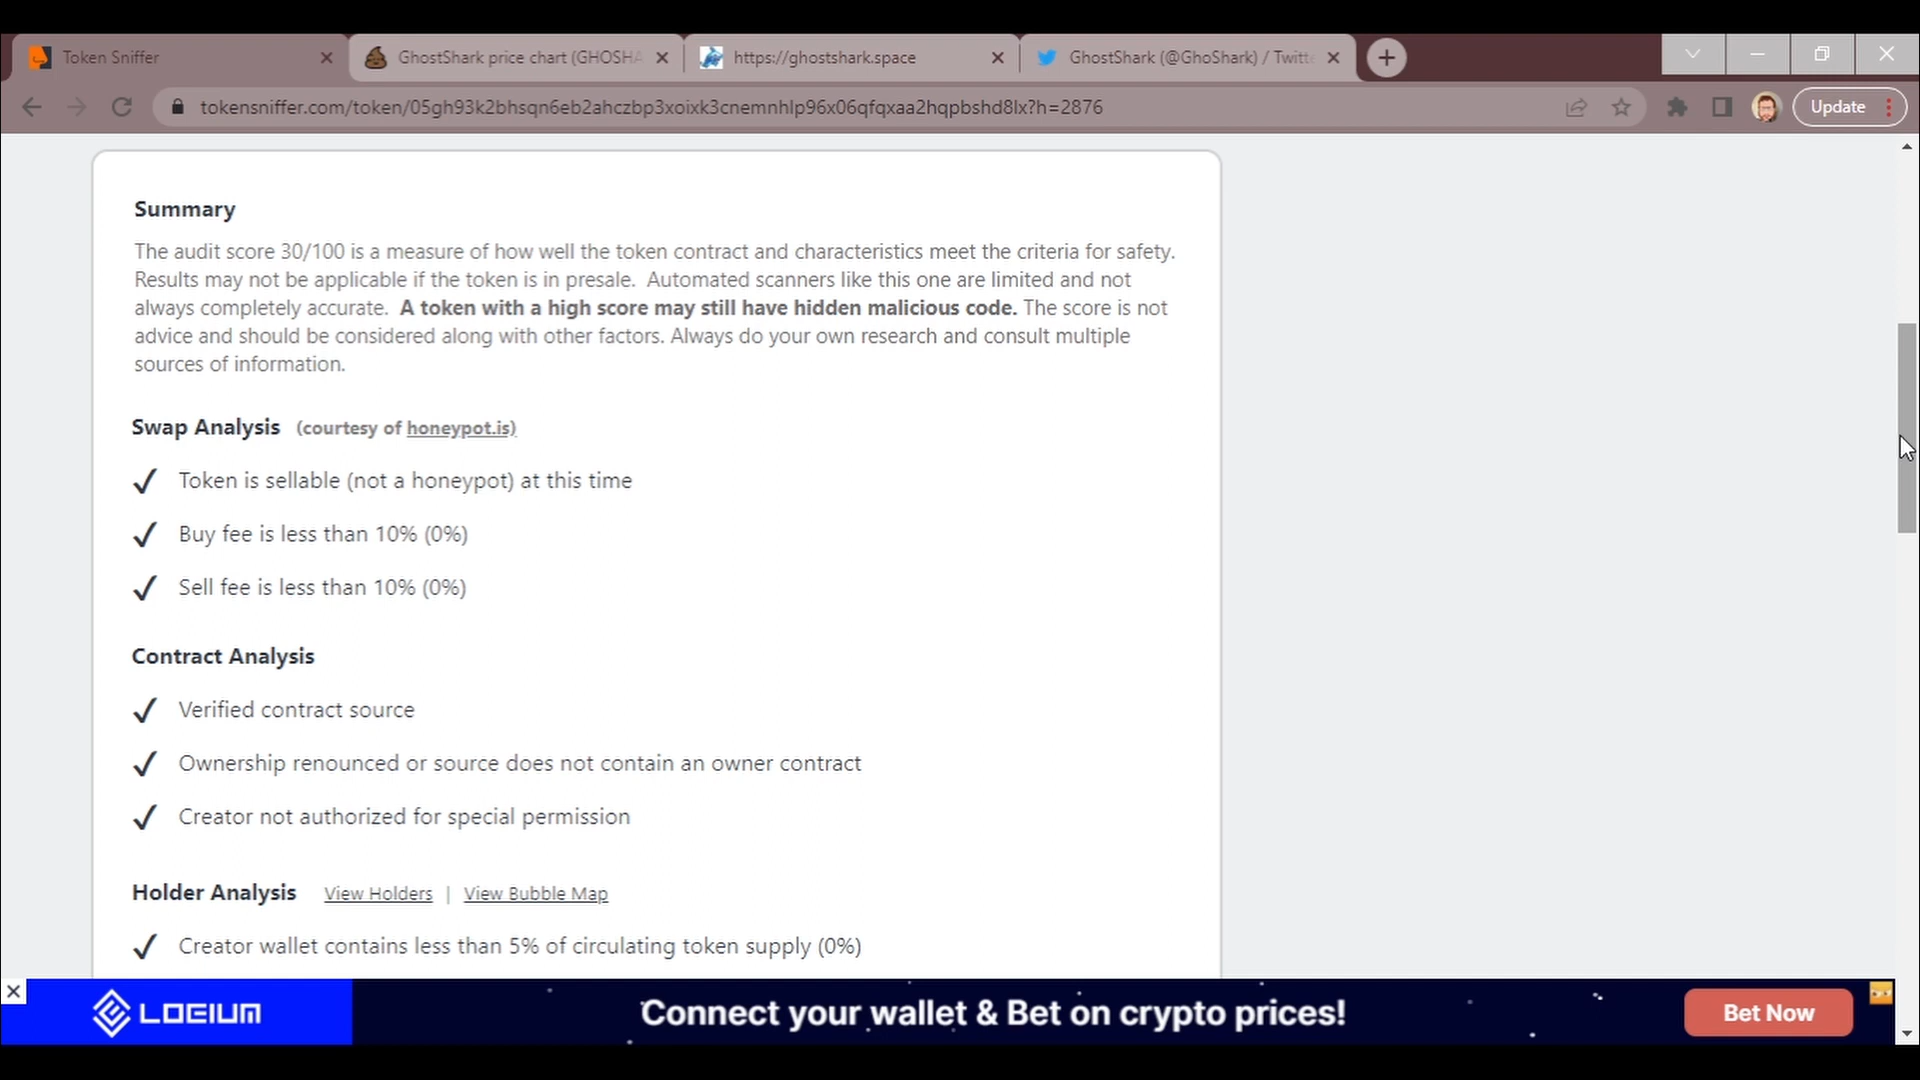 Token Sniffer
GhostShark price chart (GHOSHA
https://ghostshark.space
GhostShark (@GhoShark) / Twitte
tokensniffer.com/token/05gh93k2bhsqn6eb2ahczbp3xoixk3cnemnhlp96x06qfqxaa2hqpbshd8lx?h=2876
Update
Summary
The audit score 30/100 is a measure of how well the token contract and characteristics meet the criteria for safety.
Results may not be applicable if the token is in presale. Automated scanners like this one are limited and not
always completely accurate. A token with a high score may still have hidden malicious code. The score is not
advice and should be considered along with other factors. Always do your own research and consult multiple
sources of information.
Swap Analysis (courtesy of honeypot.is)
Token is sellable (not a honeypot) at this time
Buy fee is less than 10% (0%)
Sell fee is less than 10% (0%)
Contract Analysis
Verified contract source
Ownership renounced or source does not contain an owner contract
Creator not authorized for special permission
Holder Analysis View Holders | View Bubble Map
Creator wallet contains less than 5% of circulating token supply (0%)
LOEIUM
Connect your wallet & Bet on crypto prices!
Bet Now